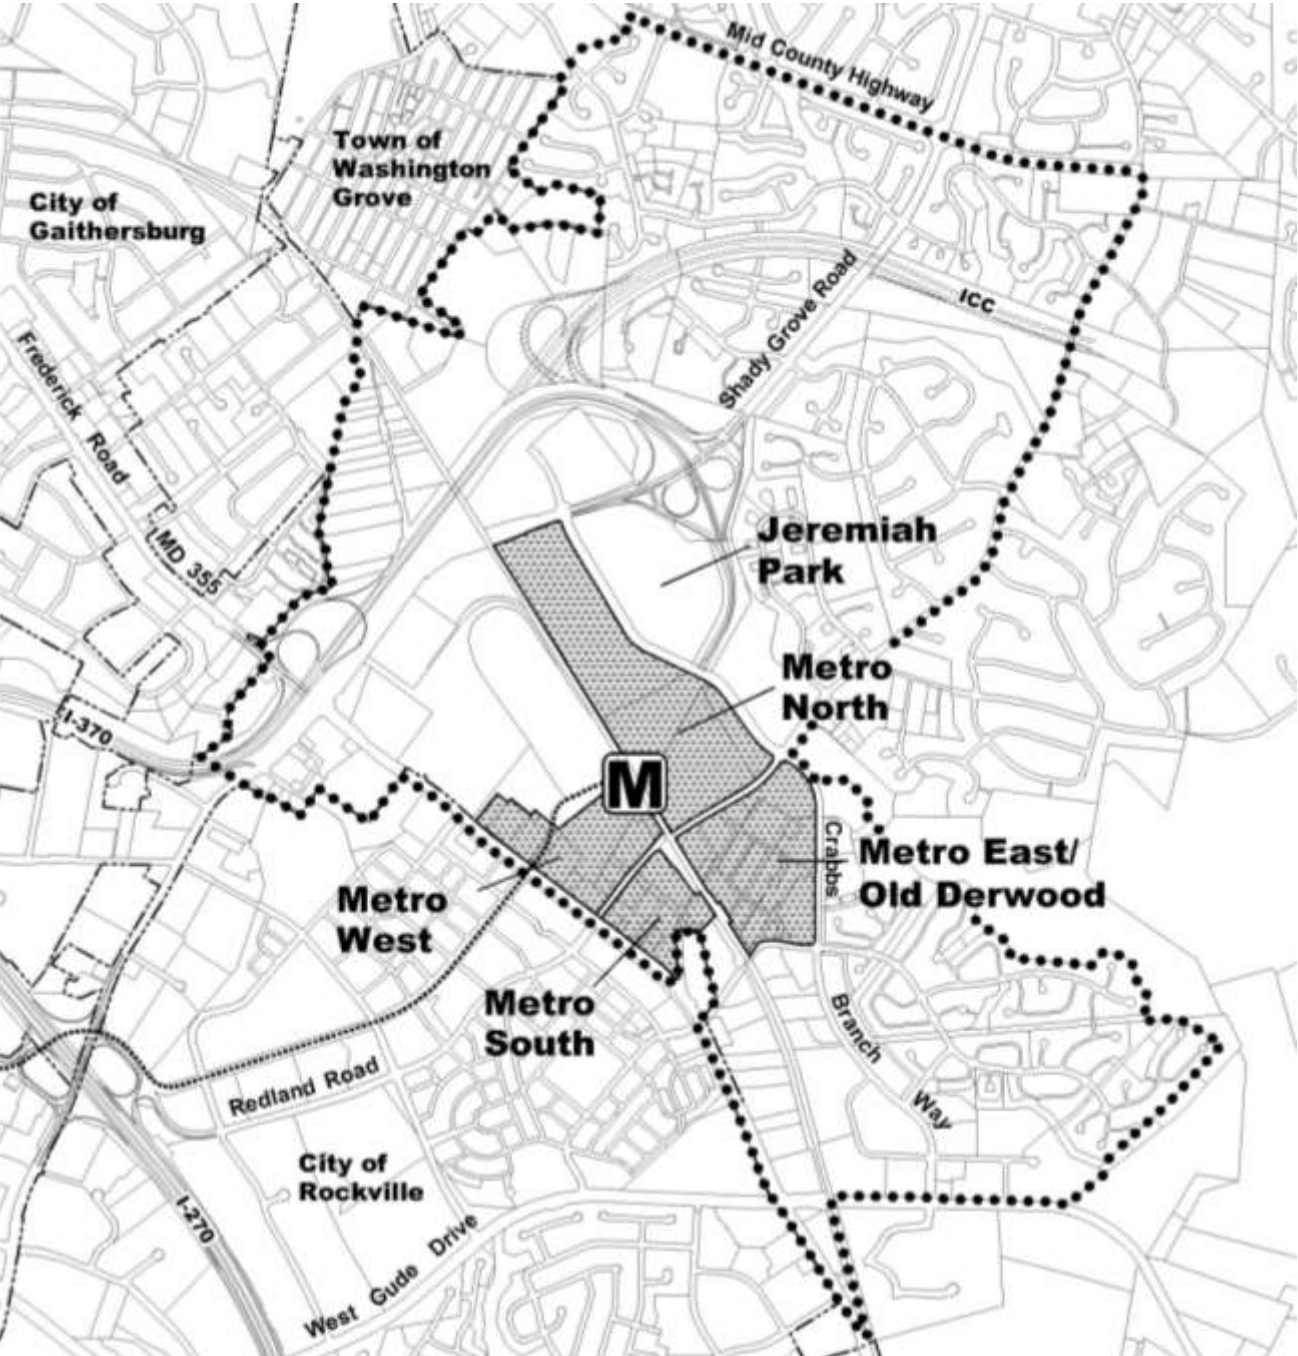 Mid County Highway
Town of
Washington
Grove
City of
Gaithersburg
Shady Grove Road
ICC
Frederick Road
MD 355
Jeremiah
Park
Metro
North
I-370
M
Crabbs
Metro East/
Old Derwood
Metro
West
Metro
South
Branch
Way
Redland Road
City of
Rockville
I-270
West Gude Drive